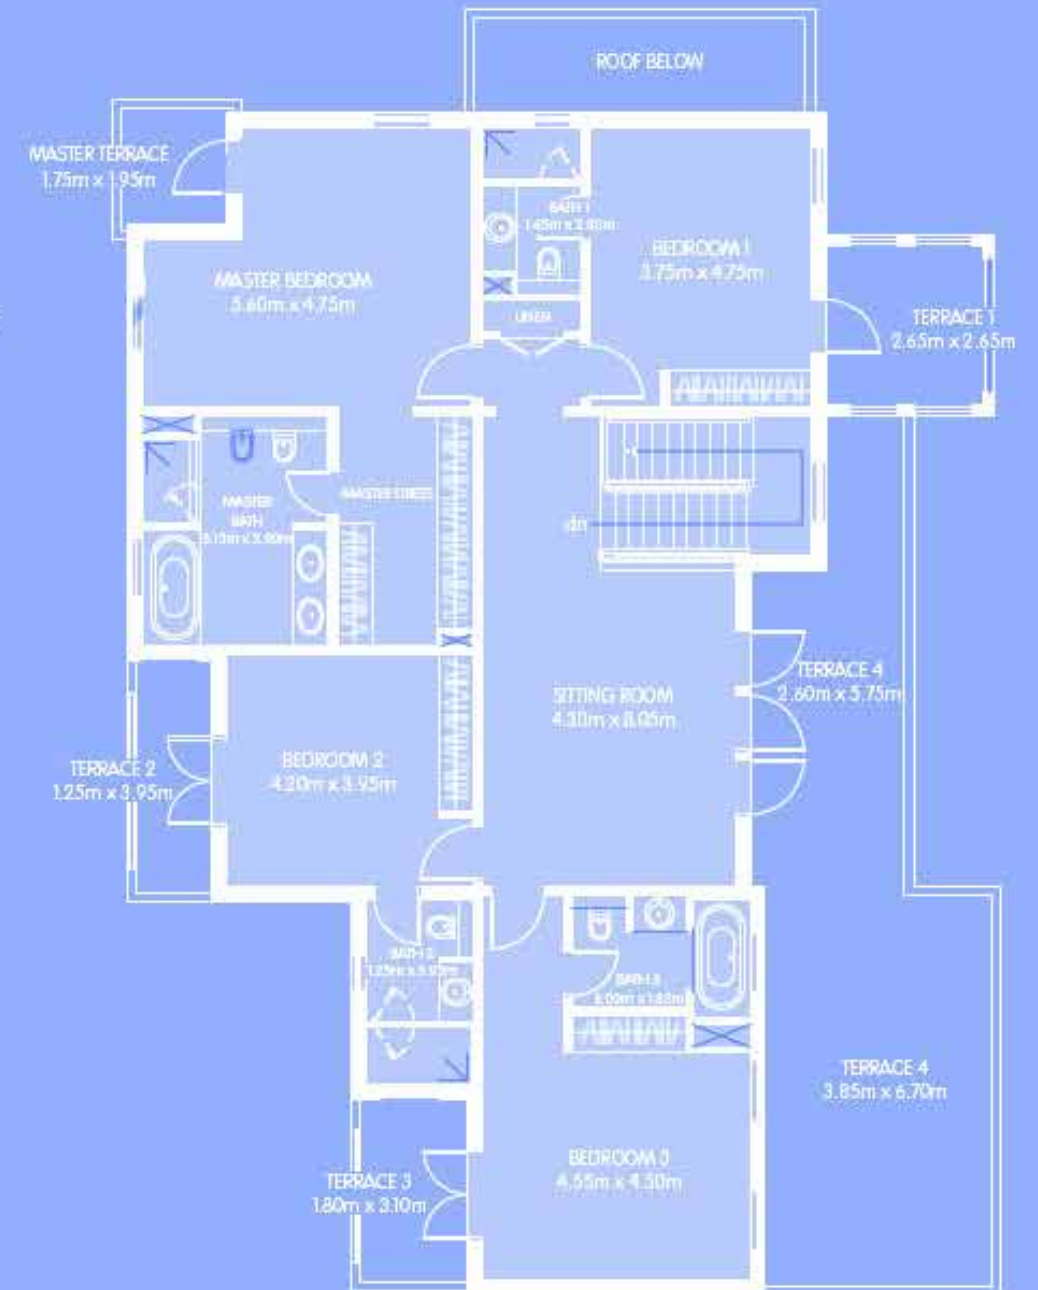 ROOF BELOW
MASTER TERRACE
1.75m x 1.95m
BATH 1
BEDROOM 1
3.75m x 4.75m
MASTER BEDROOM
5.60m x 4.75m
LINEN
TERRACE 1
2.65m x 2.65m
MASTER DRESS
MASTER
BATH
dn
TERRACE 4
2.60m x 5.75m
SITTING ROOM
4.30m x 8.05m
BEDROOM 2
4.20m x 3.95m
TERRACE 2
1.25m x 3.95m
BATH 2
BATH 3
TERRACE 4
3.85m x 6.70m
BEDROOM 3
4.55m x 4.50m
TERRACE 3
1.80m x 3.10m